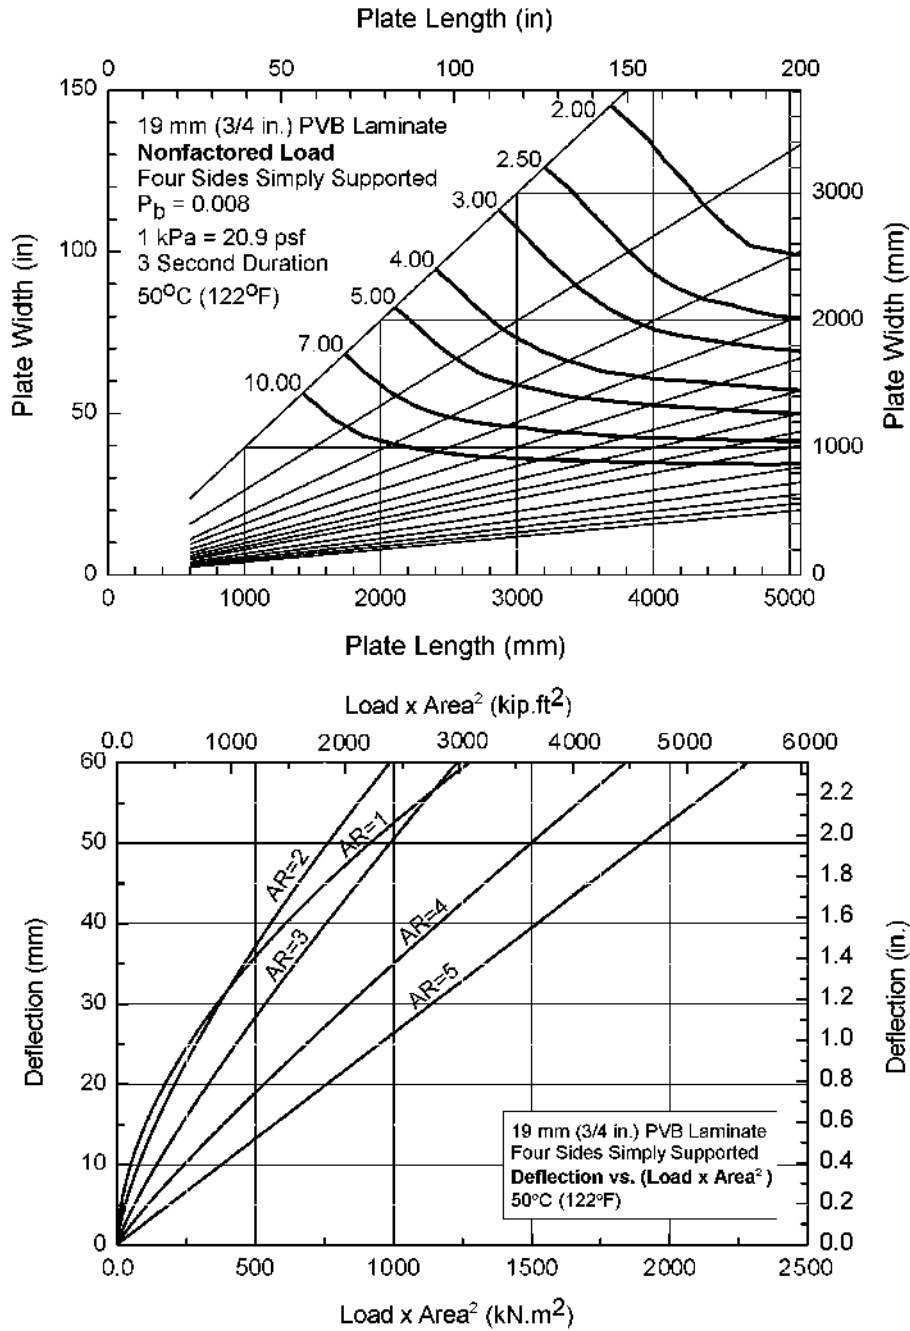 Plate Length (in)
0 50 100 150 200
150
100
50
0
Plate Width (in)
19 mm (3/4 in.) PVB Laminate
Nonfactored Load
Four Sides Simply Supported
Pb = 0.008
1 kPa = 20.9 psf
3 Second Duration
50°C (122°F)
2.00
2.50
3.00
4.00
5.00
7.00
10.00
3000
2000
1000
0
Plate Width (mm)
0 1000 2000 3000 4000 5000
Plate Length (mm)
Load x Area² (kip.ft²)
0.0 1000 2000 3000 4000 5000 6000
60
50
40
30
20
10
0
Deflection (mm)
AR=2
AR=1
AR=3
AR=4
AR=5
2.2
2.0
1.8
1.6
1.4
1.2
1.0
0.8
0.6
0.4
0.2
0.0
Deflection (in.)
19 mm (3/4 in.) PVB Laminate
Four Sides Simply Supported
Deflection vs. (Load x Area²)
50°C (122°F)
0.0 500 1000 1500 2000 2500
Load x Area² (kN.m²)